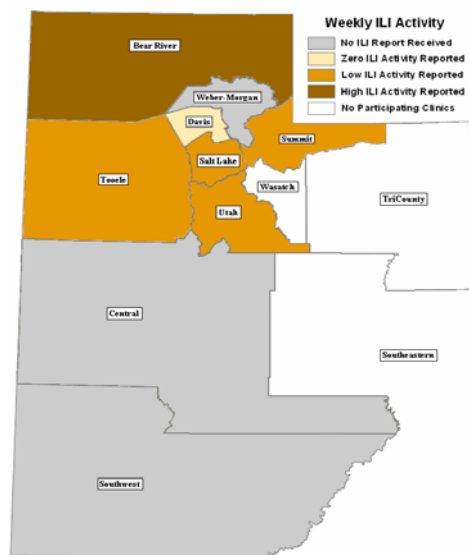 Weekly ILI Activity
No ILI Report Received
Zero ILI Activity Reported
Low ILI Activity Reported
High ILI Activity Reported
No Participating Clinics
Bear River
Weber-Morgan
Davis
Summit
Salt Lake
Tooele
Wasatch
TriCounty
Utah
Central
Southeastern
Southwest